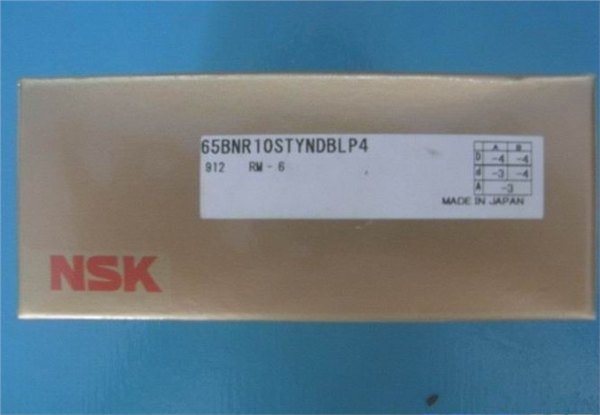 65BNR10STYNDBLP4
912 RM - 6
A B
D -4 -4
d -3 -4
A -3
MADE IN JAPAN
NSK